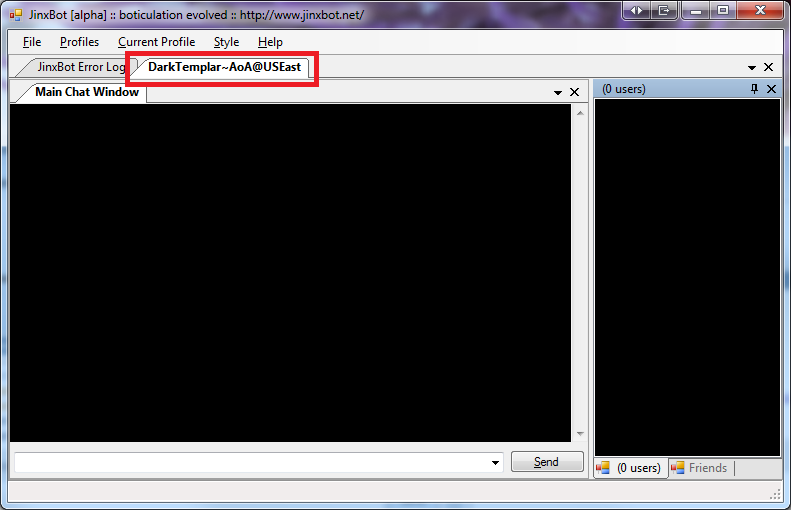 JinxBot [alpha] :: boticulation evolved :: http://www.jinxbot.net/
File Profiles Current Profile Style Help
JinxBot Error Log DarkTemplar~AoA@USEast
Main Chat Window
(0 users)
Send
(0 users) Friends